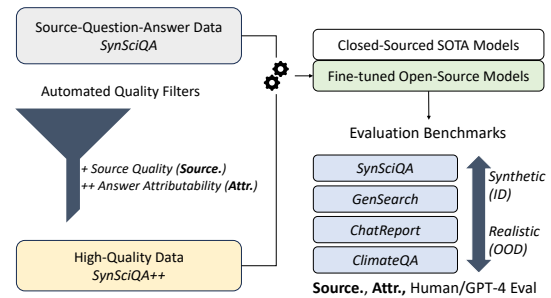 Source-Question-Answer Data
SynSciQA
Automated Quality Filters
+ Source Quality (Source.)
++ Answer Attributability (Attr.)
High-Quality Data
SynSciQA++
Closed-Sourced SOTA Models
Fine-tuned Open-Source Models
Evaluation Benchmarks
SynSciQA
GenSearch
ChatReport
ClimateQA
Synthetic
(ID)
Realistic
(OOD)
Source., Attr., Human/GPT-4 Eval